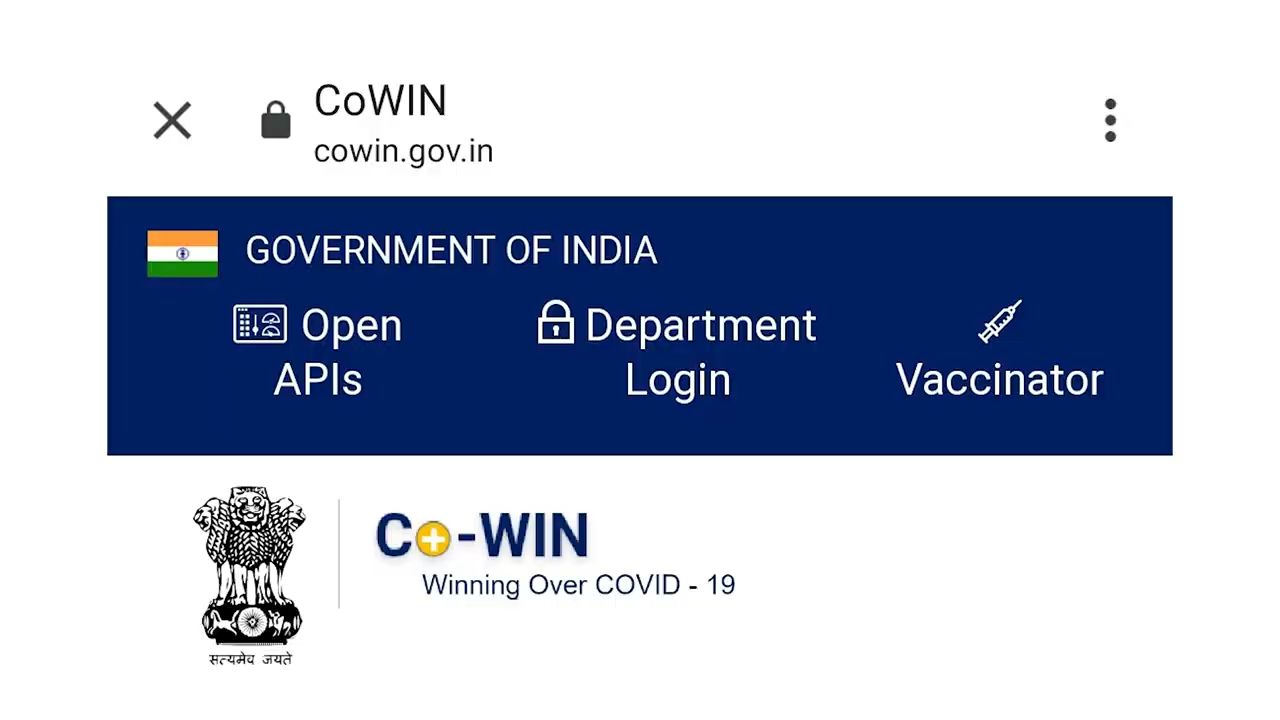 CoWIN
cowin.gov.in
GOVERNMENT OF INDIA
Open
APIs
Department
Login
Vaccinator
Co-WIN
Winning Over COVID - 19
सत्यमेव जयते